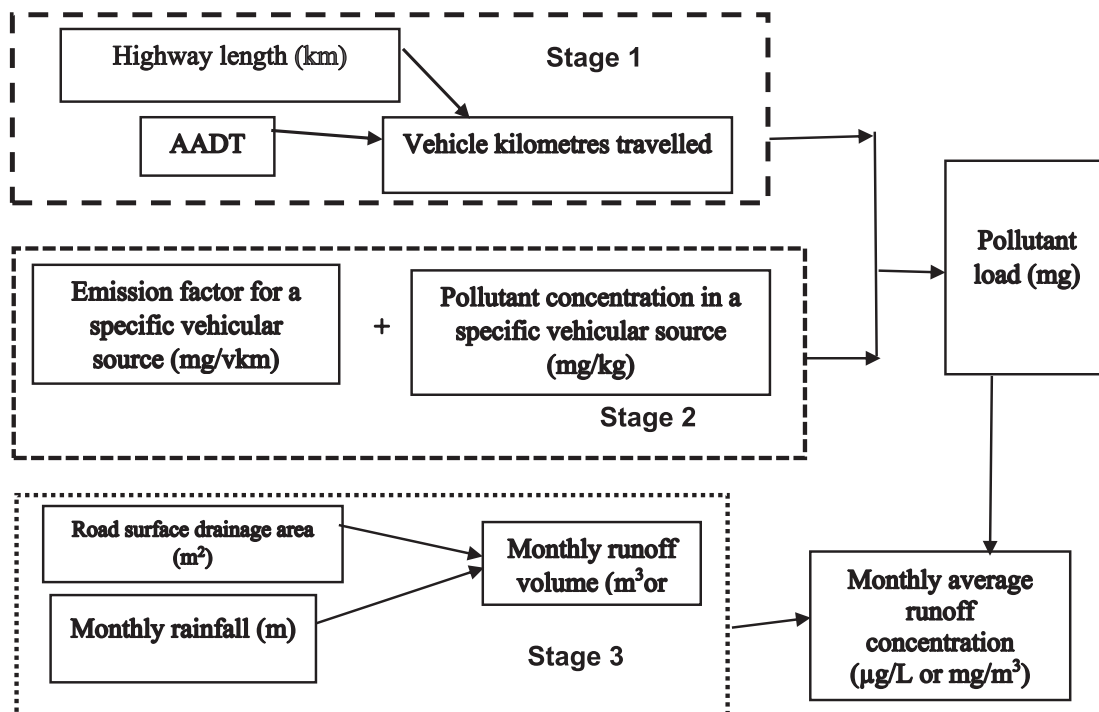 Highway length (km)
Stage 1
AADT
Vehicle kilometres travelled
Emission factor for a
specific vehicular
source (mg/vkm)
+
Pollutant concentration in a
specific vehicular source
(mg/kg)
Stage 2
Pollutant
load (mg)
Road surface drainage area
(m²)
Monthly rainfall (m)
Monthly runoff
volume (m³or
Stage 3
Monthly average
runoff
concentration
(µg/L or mg/m³)